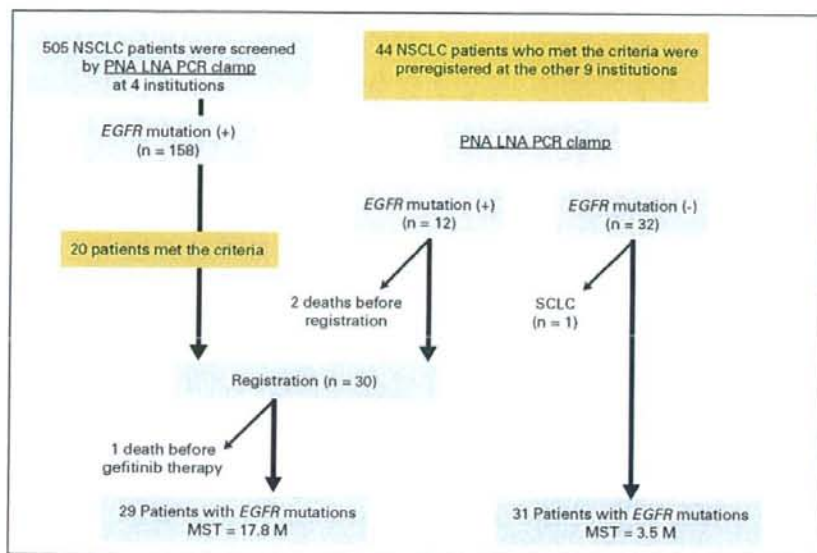 505 NSCLC patients were screened
by PNA LNA PCR clamp
at 4 institutions
44 NSCLC patients who met the criteria were
preregistered at the other 9 institutions
EGFR mutation (+)
(n = 158)
PNA LNA PCR clamp
EGFR mutation (+)
(n = 12)
EGFR mutation (-)
(n = 32)
20 patients met the criteria
2 deaths before
registration
SCLC
(n = 1)
Registration (n = 30)
1 death before
gefitinib therapy
29 Patients with EGFR mutations
MST = 17.8 M
31 Patients with EGFR mutations
MST = 3.5 M